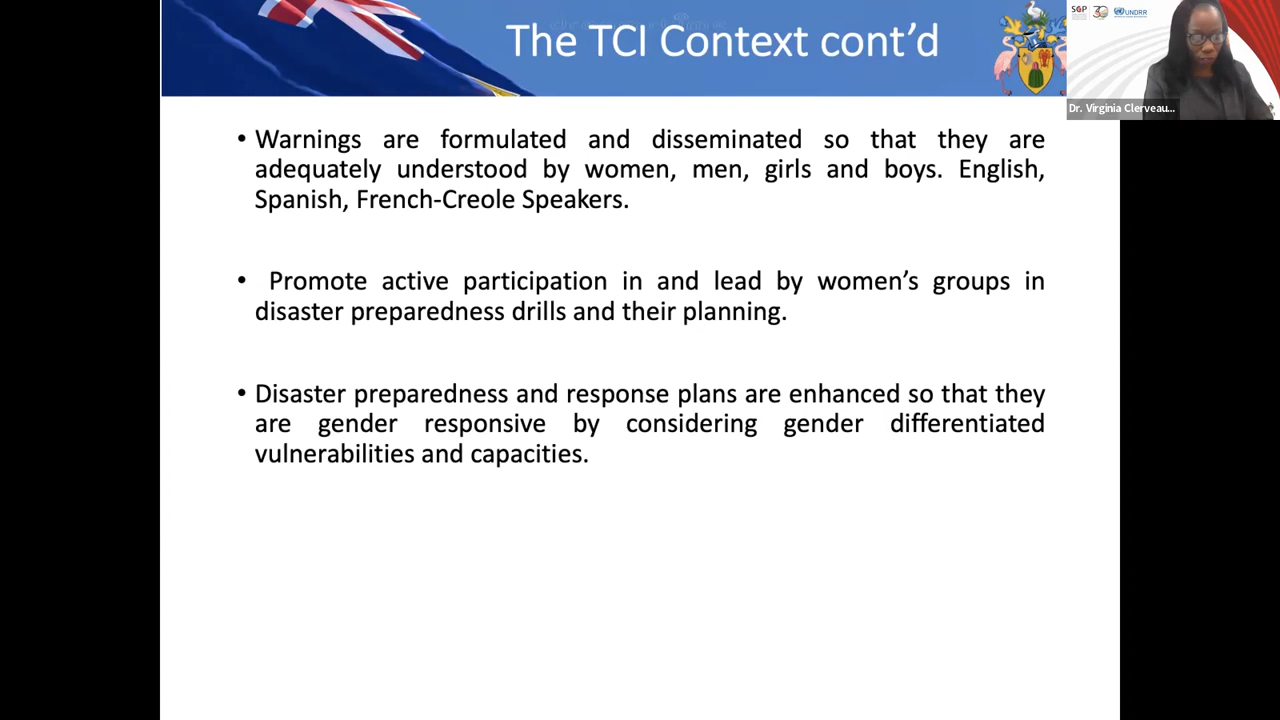 The TCI Context cont’d
• Warnings are formulated and disseminated so that they are
adequately understood by women, men, girls and boys. English,
Spanish, French-Creole Speakers.
• Promote active participation in and lead by women’s groups in
disaster preparedness drills and their planning.
• Disaster preparedness and response plans are enhanced so that they
are gender responsive by considering gender differentiated
vulnerabilities and capacities.
SGP
30
UNDRR
Dr. Virginia Clerveau...